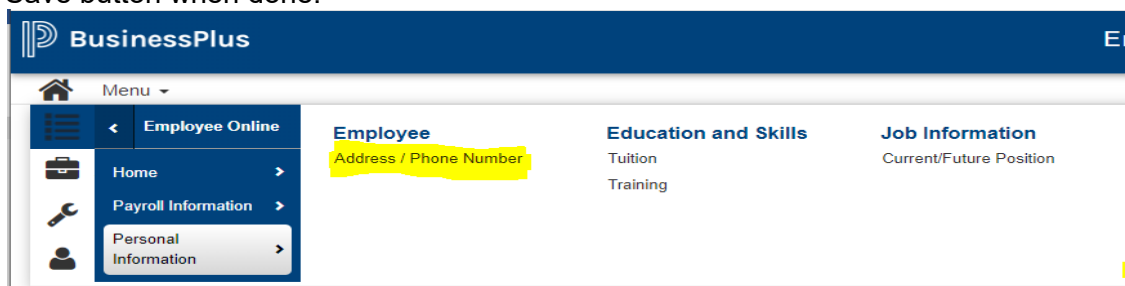 Save button when done.
BusinessPlus
Menu
Employee Online
Home
Payroll Information
Personal
Information
Employee
Address / Phone Number
Education and Skills
Tuition
Training
Job Information
Current/Future Position